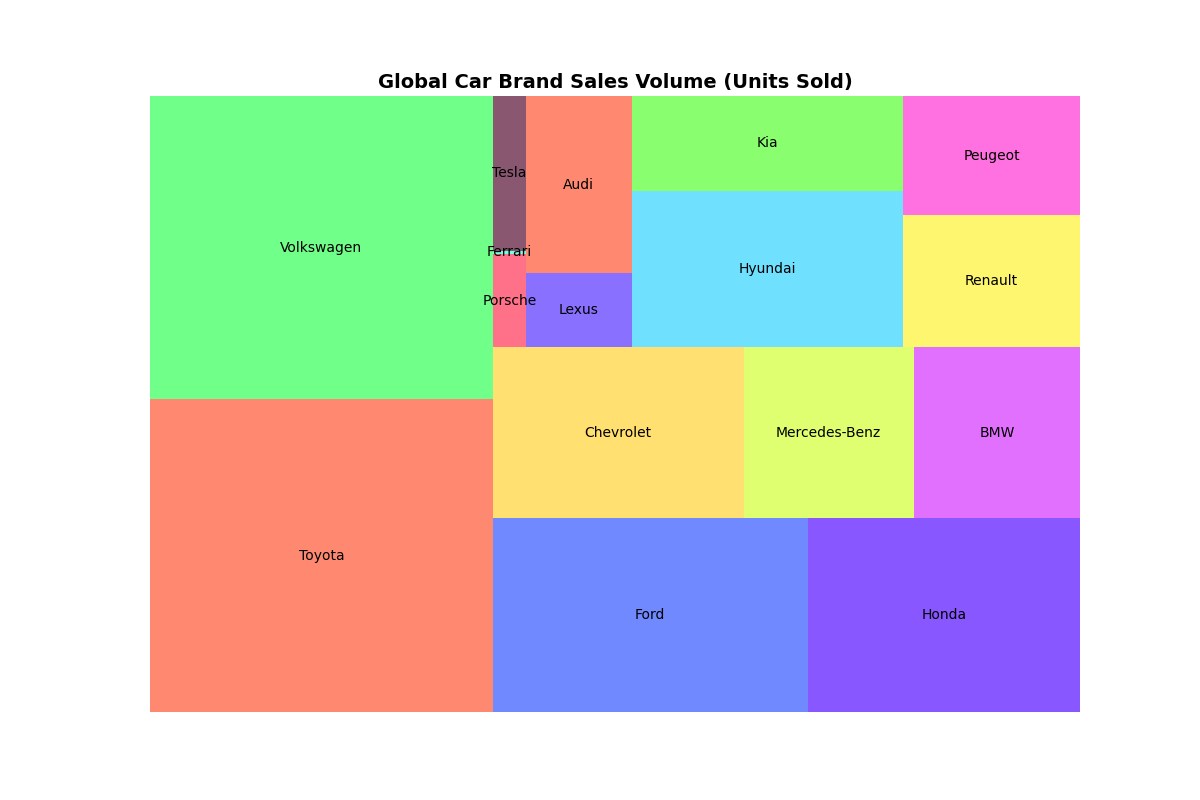 Global Car Brand Sales Volume (Units Sold)
Kia
Peugeot
Tesla
Audi
Volkswagen
Ferrari
Hyundai
Renault
Porsche
Lexus
Chevrolet
Mercedes-Benz
BMW
Toyota
Ford
Honda